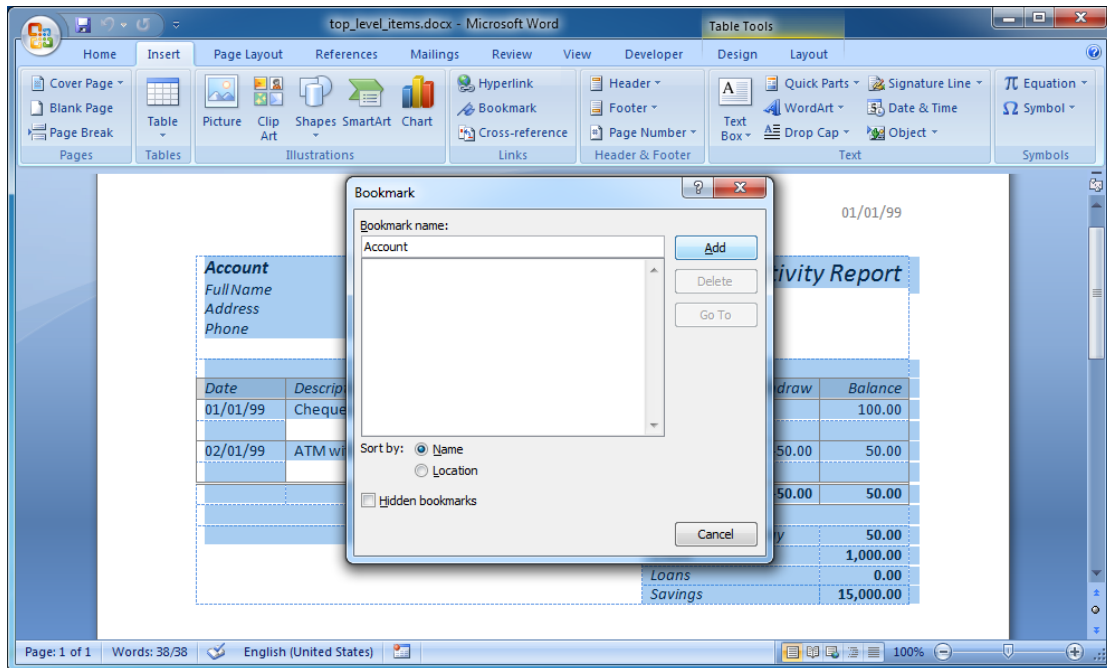 top_level_items.docx - Microsoft Word
Table Tools
Home Insert Page Layout References Mailings Review View Developer Design Layout
Cover Page
Blank Page
Page Break
Pages
Table
Tables
Picture
Clip
Art
Shapes
SmartArt
Chart
Illustrations
Hyperlink
Bookmark
Cross-reference
Links
Header
Footer
Page Number
Header & Footer
A
Text
Box
Quick Parts
WordArt
Drop Cap
Signature Line
Date & Time
Object
Text
π Equation
Ω Symbol
Symbols
01/01/99
Account
Full Name
Address
Phone
tivity Report
Date Descrip draw Balance
01/01/99 Cheque 100.00
02/01/99 ATM wi 50.00 50.00
50.00 50.00
y 50.00
1,000.00
Loans 0.00
Savings 15,000.00
Bookmark
?
Bookmark name:
Account
Add
Delete
Go To
Sort by: Name
Location
Hidden bookmarks
Cancel
Page: 1 of 1 Words: 38/38 English (United States) 100%